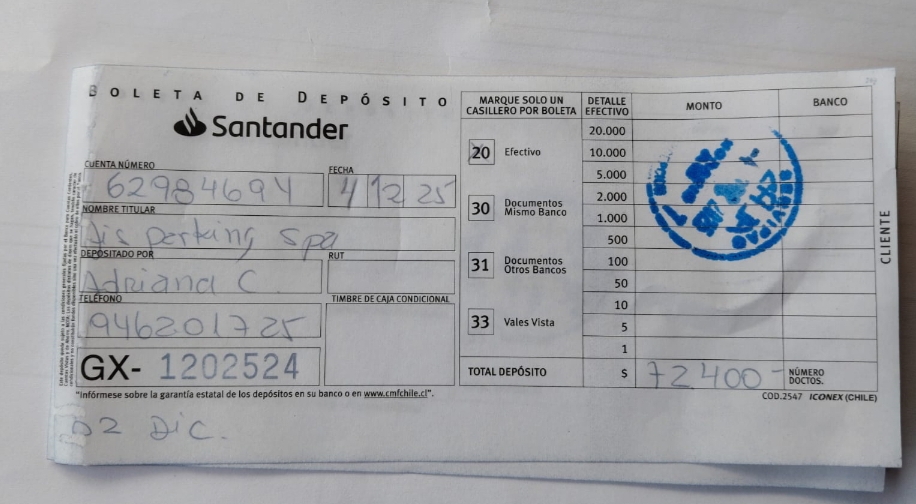 BOLETA DE DEPÓSITO
Santander
CUENTA NÚMERO
62984694
FECHA
4 12 25
NOMBRE TITULAR
Jis parking spa
DEPOSITADO POR
Adriana C.
RUT
TELÉFONO
946201725
TIMBRE DE CAJA CONDICIONAL
GX- 1202524
MARQUE SOLO UN
CASILLERO POR BOLETA
20 Efectivo
30 Documentos
Mismo Banco
31 Documentos
Otros Bancos
33 Vales Vista
DETALLE
EFECTIVO
MONTO
BANCO
20.000
10.000
5.000
2.000
1.000
500
100
50
10
5
1
TOTAL DEPÓSITO $ 72400-
NÚMERO
DOCTOS.
CLIENTE
"Infórmese sobre la garantía estatal de los depósitos en su banco o en www.cmfchile.cl".
COD.2547 ICONEX (CHILE)
02 Dic.